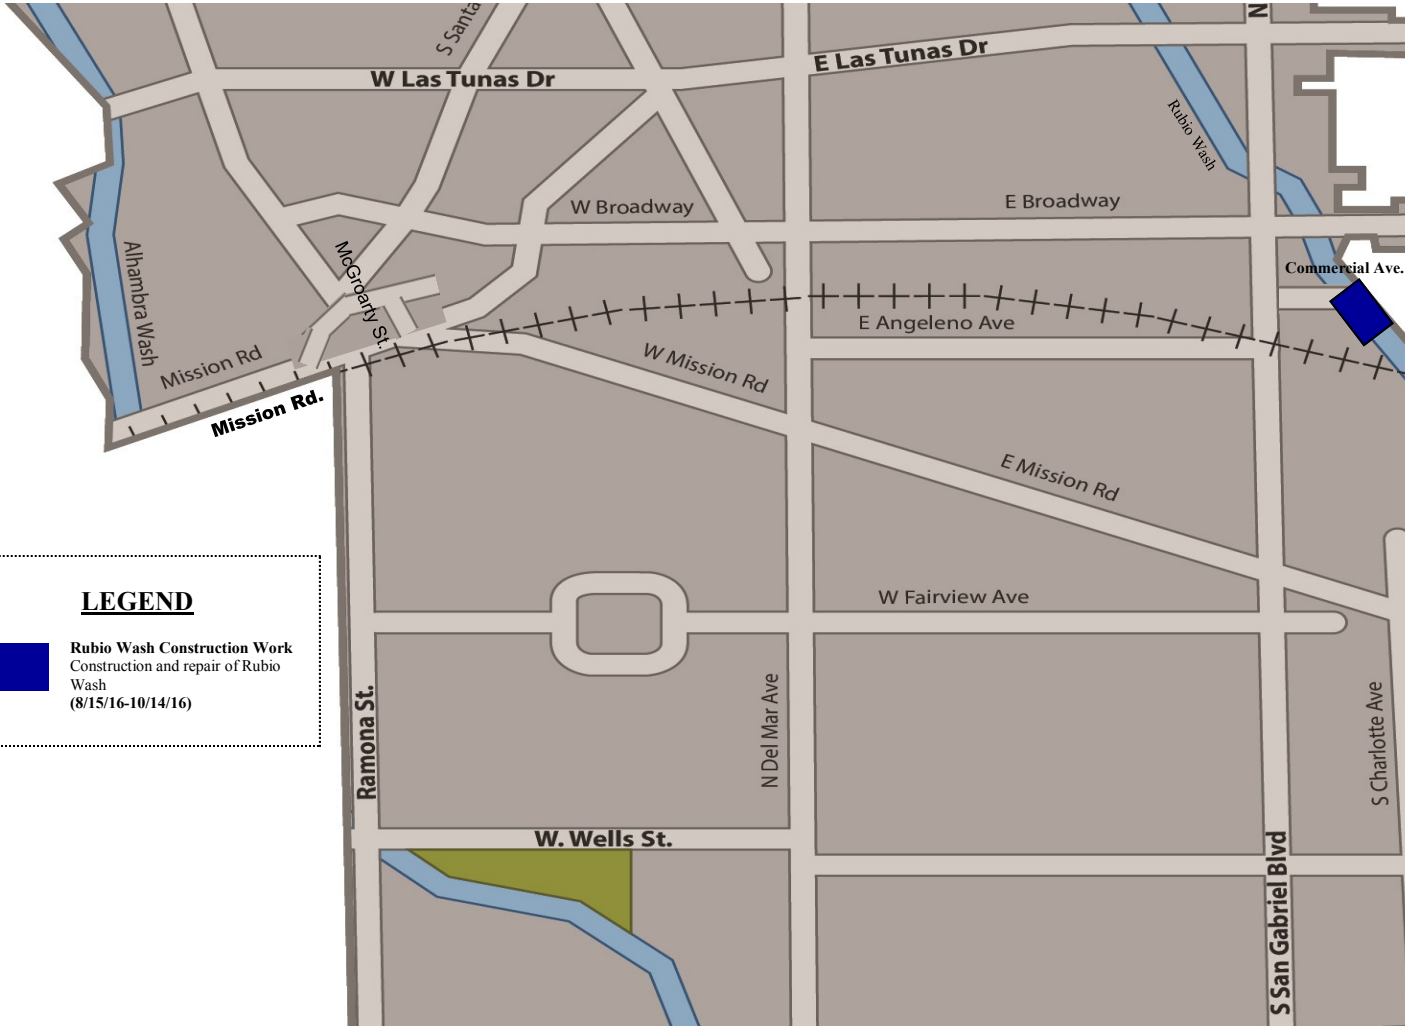 S Santa
N
W Las Tunas Dr
E Las Tunas Dr
Rubio Wash
W Broadway
E Broadway
Alhambra Wash
McGroarty St.
Commercial Ave.
E Angeleno Ave
Mission Rd
Mission Rd.
W Mission Rd
E Mission Rd
LEGEND
Rubio Wash Construction Work
Construction and repair of Rubio
Wash
(8/15/16-10/14/16)
W Fairview Ave
Ramona St.
N Del Mar Ave
S Charlotte Ave
W. Wells St.
S San Gabriel Blvd